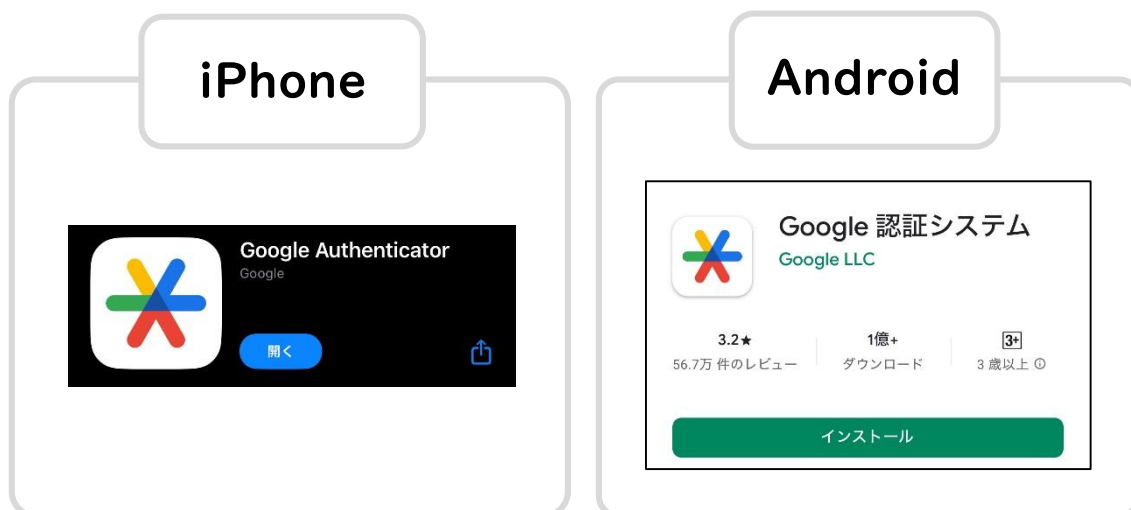 iPhone
Google Authenticator
Google
開く
Android
Google 認証システム
Google LLC
3.2★
56.7万 件のレビュー
1億+
ダウンロード
3+
3 歳以上 ⓘ
インストール